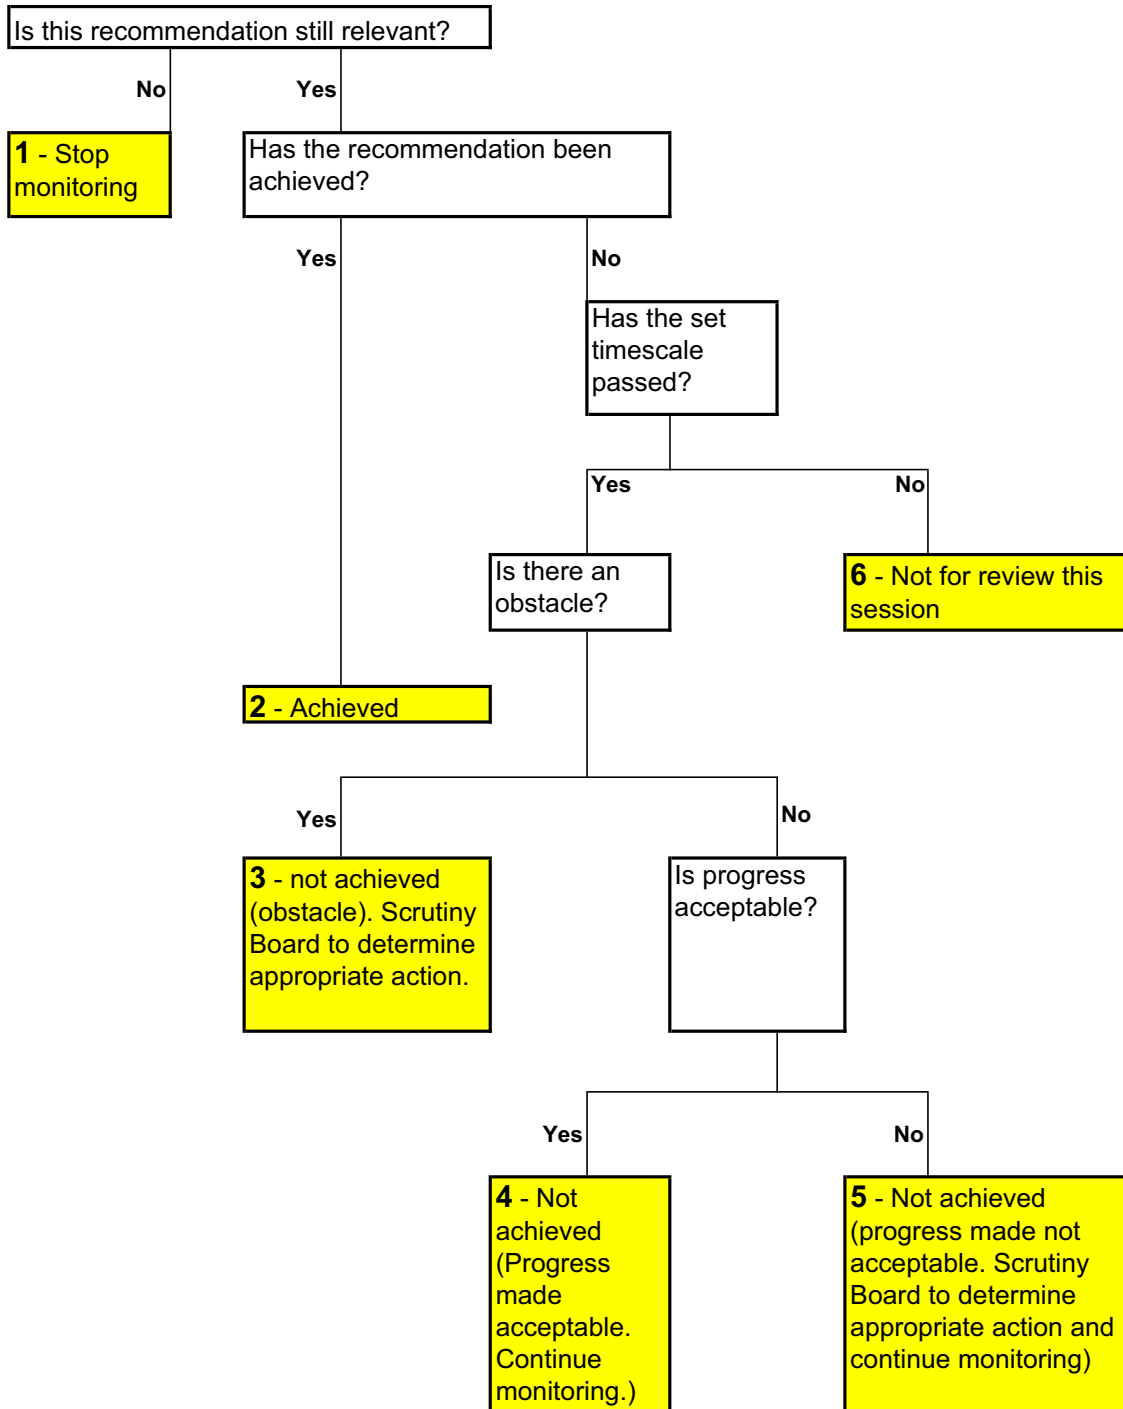 Is this recommendation still relevant?
No
Yes
1 - Stop
monitoring
Has the recommendation been
achieved?
Yes
No
Has the set
timescale
passed?
Yes
No
Is there an
obstacle?
6 - Not for review this
session
2 - Achieved
Yes
No
3 - not achieved
(obstacle). Scrutiny
Board to determine
appropriate action.
Is progress
acceptable?
Yes
No
4 - Not
achieved
(Progress
made
acceptable.
Continue
monitoring.)
5 - Not achieved
(progress made not
acceptable. Scrutiny
Board to determine
appropriate action and
continue monitoring)